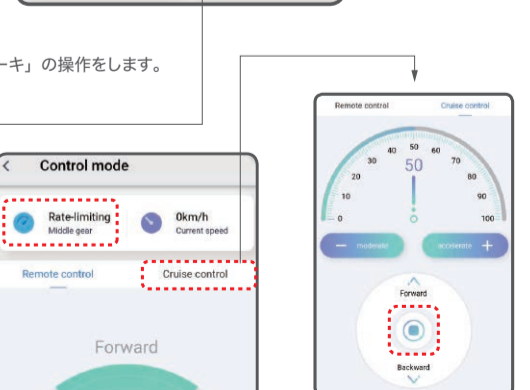 ーキ」の操作をします。
Control mode
Rate-limiting
Middle gear
0km/h
Current speed
Remote control
Cruise control
Forward
Remote control
Cruise control
0
10
20
30
40
50
60
70
80
90
100
50
− moderate
accelerate +
Forward
Backward